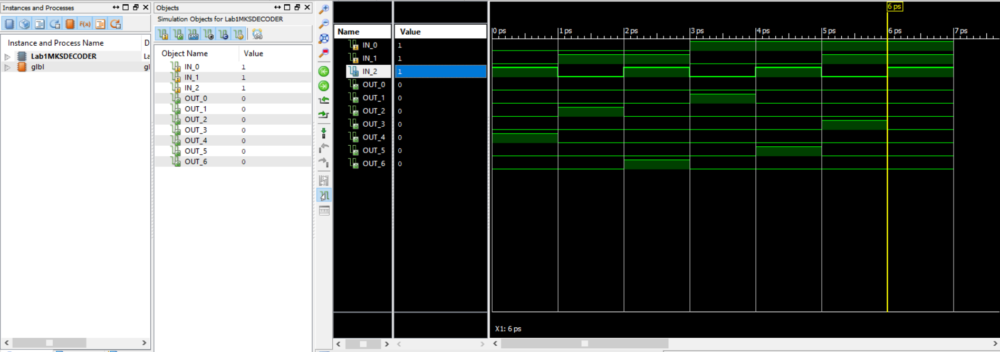 Instances and Processes
Instance and Process Name D
Lab1MKSDECODER La
glbl gl
Objects
Simulation Objects for Lab1MKSDECODER
Object Name Value
IN_0 1
IN_1 1
IN_2 1
OUT_0 0
OUT_1 0
OUT_2 0
OUT_3 0
OUT_4 0
OUT_5 0
OUT_6 0
Name Value
IN_0 1
IN_1 1
IN_2 1
OUT_0 0
OUT_1 0
OUT_2 0
OUT_3 0
OUT_4 0
OUT_5 0
OUT_6 0
6 ps
0 ps 1 ps 2 ps 3 ps 4 ps 5 ps 6 ps 7 ps
X1: 6 ps